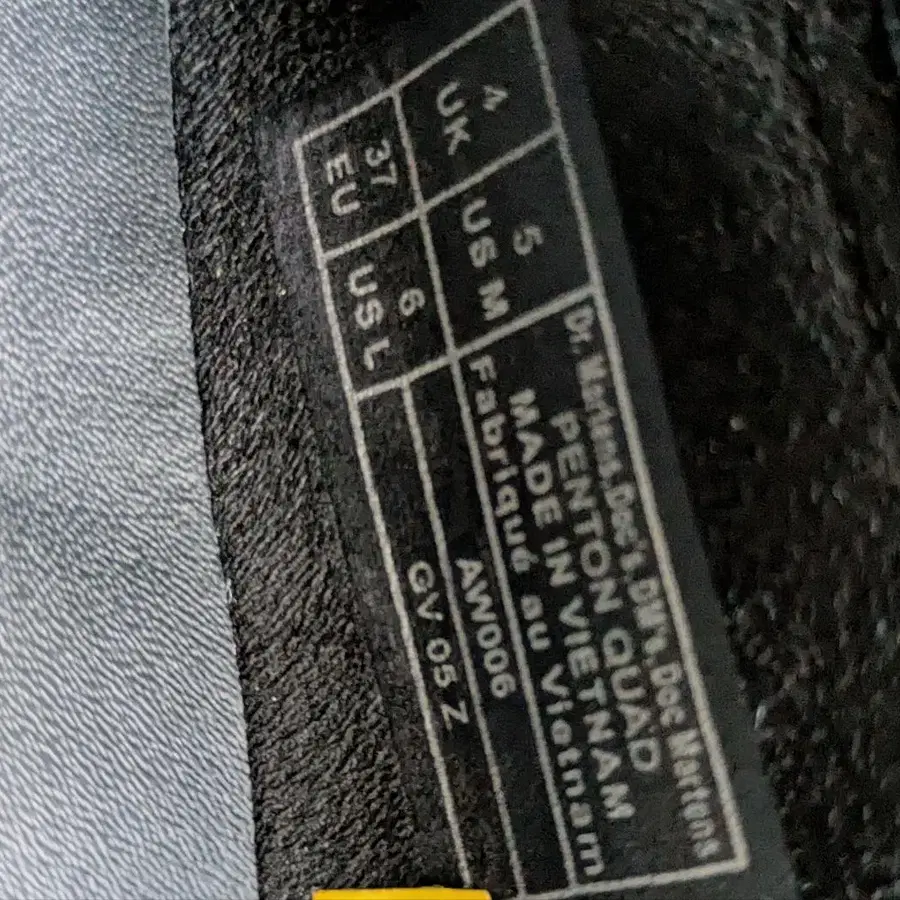 4
UK
5
US M
37
EU
6
US L
Dr. Martens.Doc's.DM's.Doc Martens
PENTON QUAD
MADE IN VIETNAM
Fabriqué au Vietnam
AW006
GV 05 Z